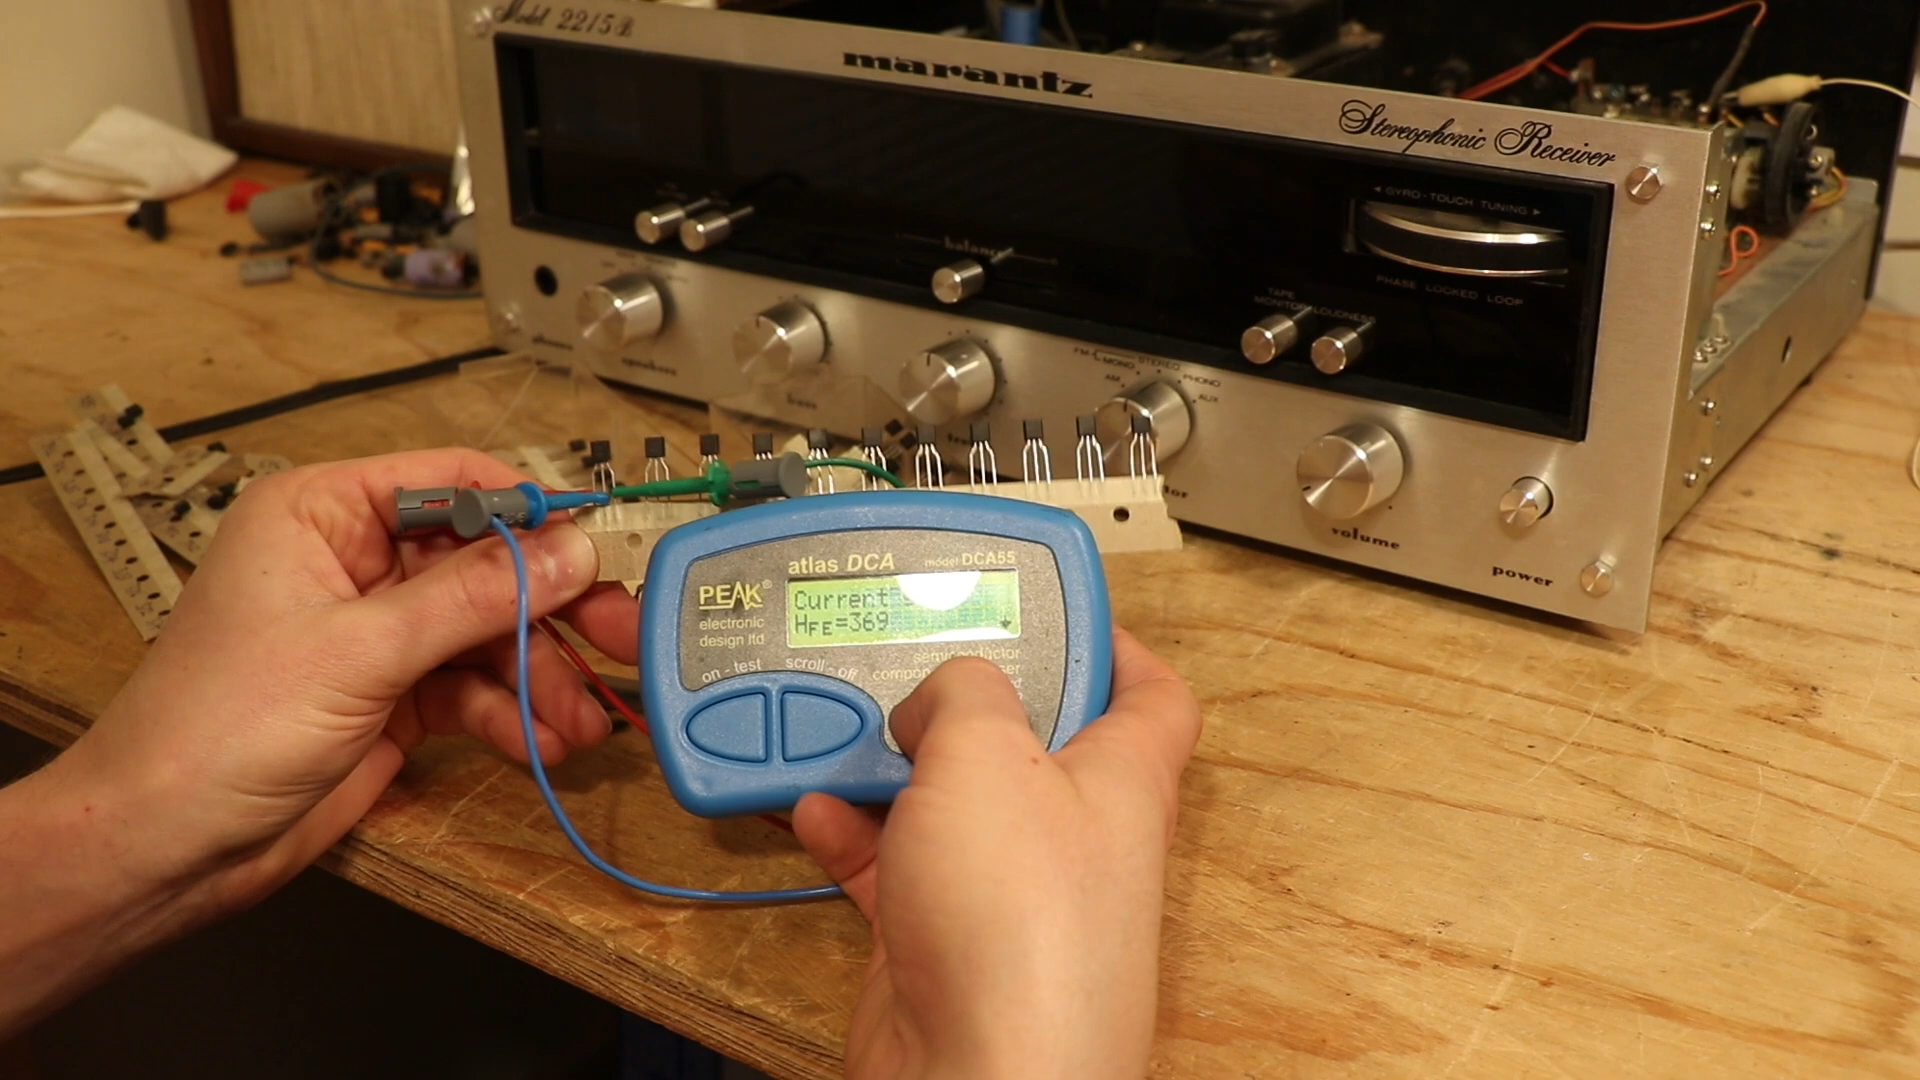 Model 2215B
marantz
Stereophonic Receiver
◄ GYRO-TOUCH TUNING ►
PHASE LOCKED LOOP
balance
TAPE
MONITOR
LOUDNESS
phones
speakers
bass
FM
MONO
STEREO
AM
PHONO
AUX
volume
power
atlas DCA
model DCA55
PEAK®
electronic
design ltd
Current
HFE=369
on - test
scroll - off
semiconductor